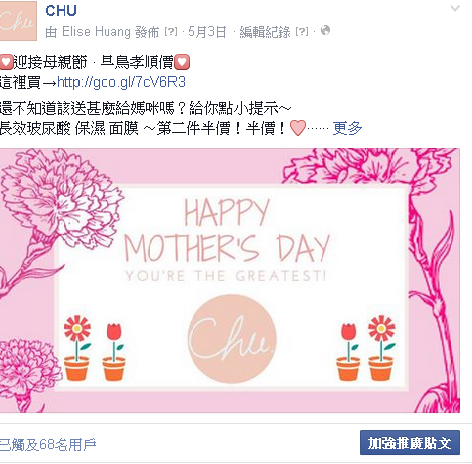 Chu
CHU
由 Elise Huang 發佈 [?] · 5月3日 · 編輯紀錄 [?] ·
迎接母親節 · 早鳥孝順價
這裡買→http://gco.gl/7cV6R3
還不知道該送甚麼給媽咪嗎？給你點小提示～
長效玻尿酸 保濕 面膜 ～第二件半價！半價！ …… 更多
HAPPY
MOTHER'S DAY
YOU'RE THE GREATEST!
Chu.
已觸及68名用戶
加強推廣貼文